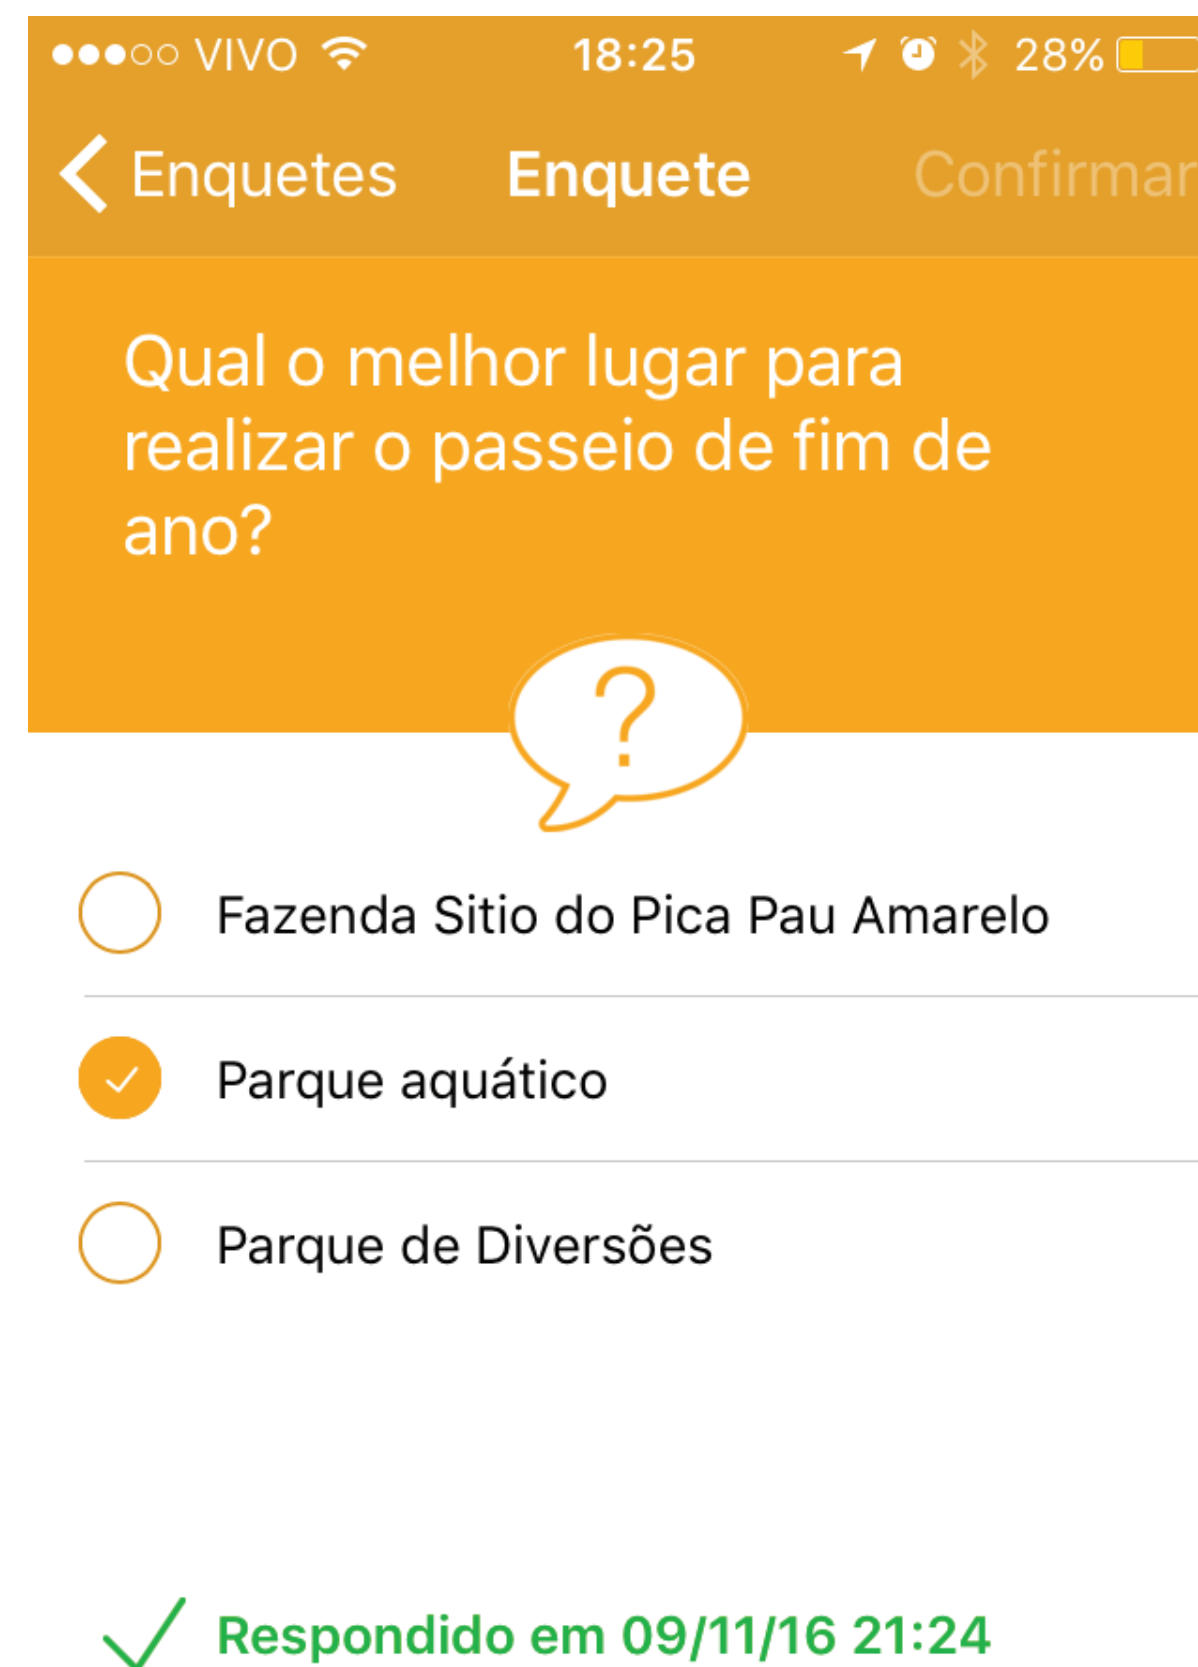 VIVO 18:25 28%
Enquetes Enquete Confirmar
Qual o melhor lugar para
realizar o passeio de fim de
ano?
?
Fazenda Sitio do Pica Pau Amarelo
Parque aquático
Parque de Diversões
Respondido em 09/11/16 21:24